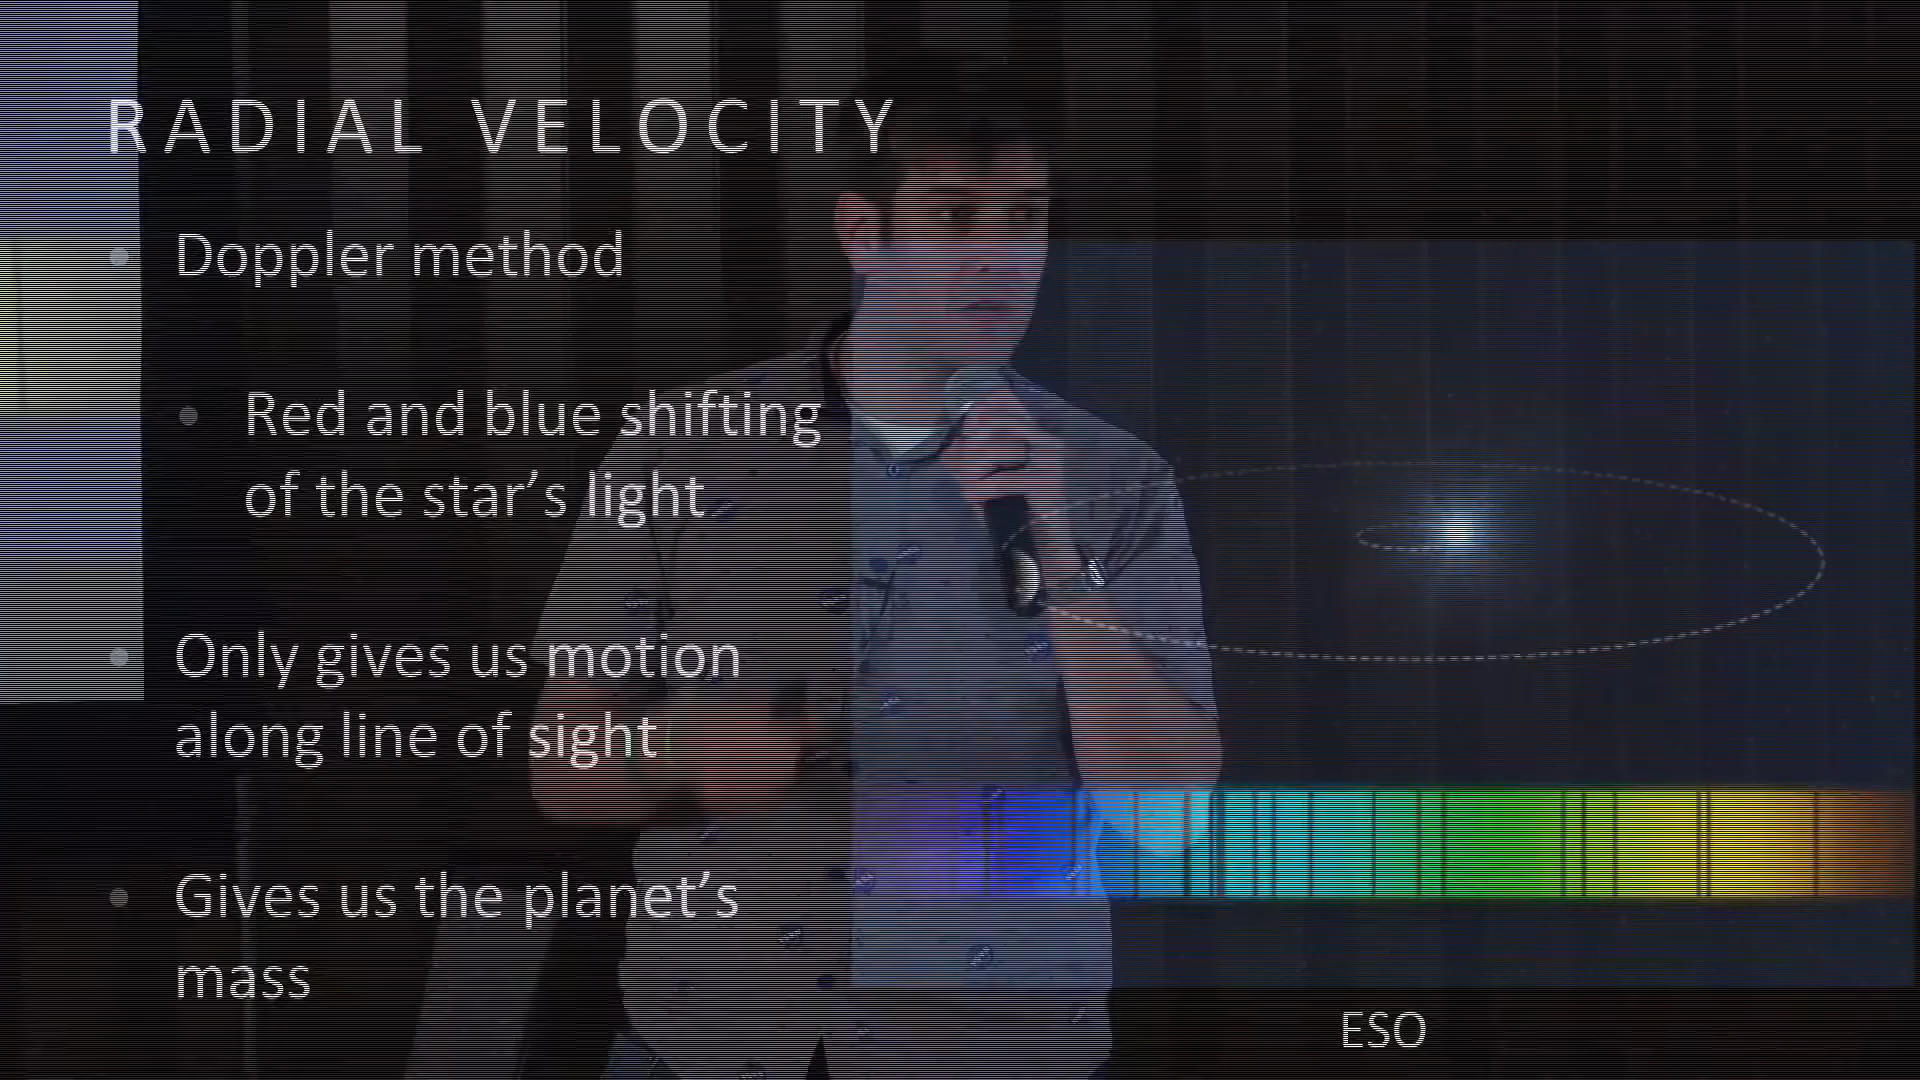 RADIAL VELOCITY
Doppler method
Red and blue shifting
of the star’s light
Only gives us motion
along line of sight
Gives us the planet’s
mass
ESO